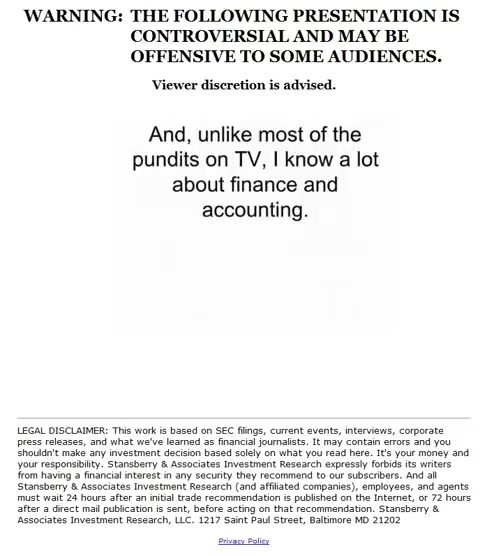 WARNING: THE FOLLOWING PRESENTATION IS
CONTROVERSIAL AND MAY BE
OFFENSIVE TO SOME AUDIENCES.
Viewer discretion is advised.
And, unlike most of the
pundits on TV, I know a lot
about finance and
accounting.
LEGAL DISCLAIMER: This work is based on SEC filings, current events, interviews, corporate
press releases, and what we've learned as financial journalists. It may contain errors and you
shouldn't make any investment decision based solely on what you read here. It's your money and
your responsibility. Stansberry & Associates Investment Research expressly forbids its writers
from having a financial interest in any security they recommend to our subscribers. And all
Stansberry & Associates Investment Research (and affiliated companies), employees, and agents
must wait 24 hours after an initial trade recommendation is published on the Internet, or 72 hours
after a direct mail publication is sent, before acting on that recommendation. Stansberry &
Associates Investment Research, LLC. 1217 Saint Paul Street, Baltimore MD 21202
Privacy Policy